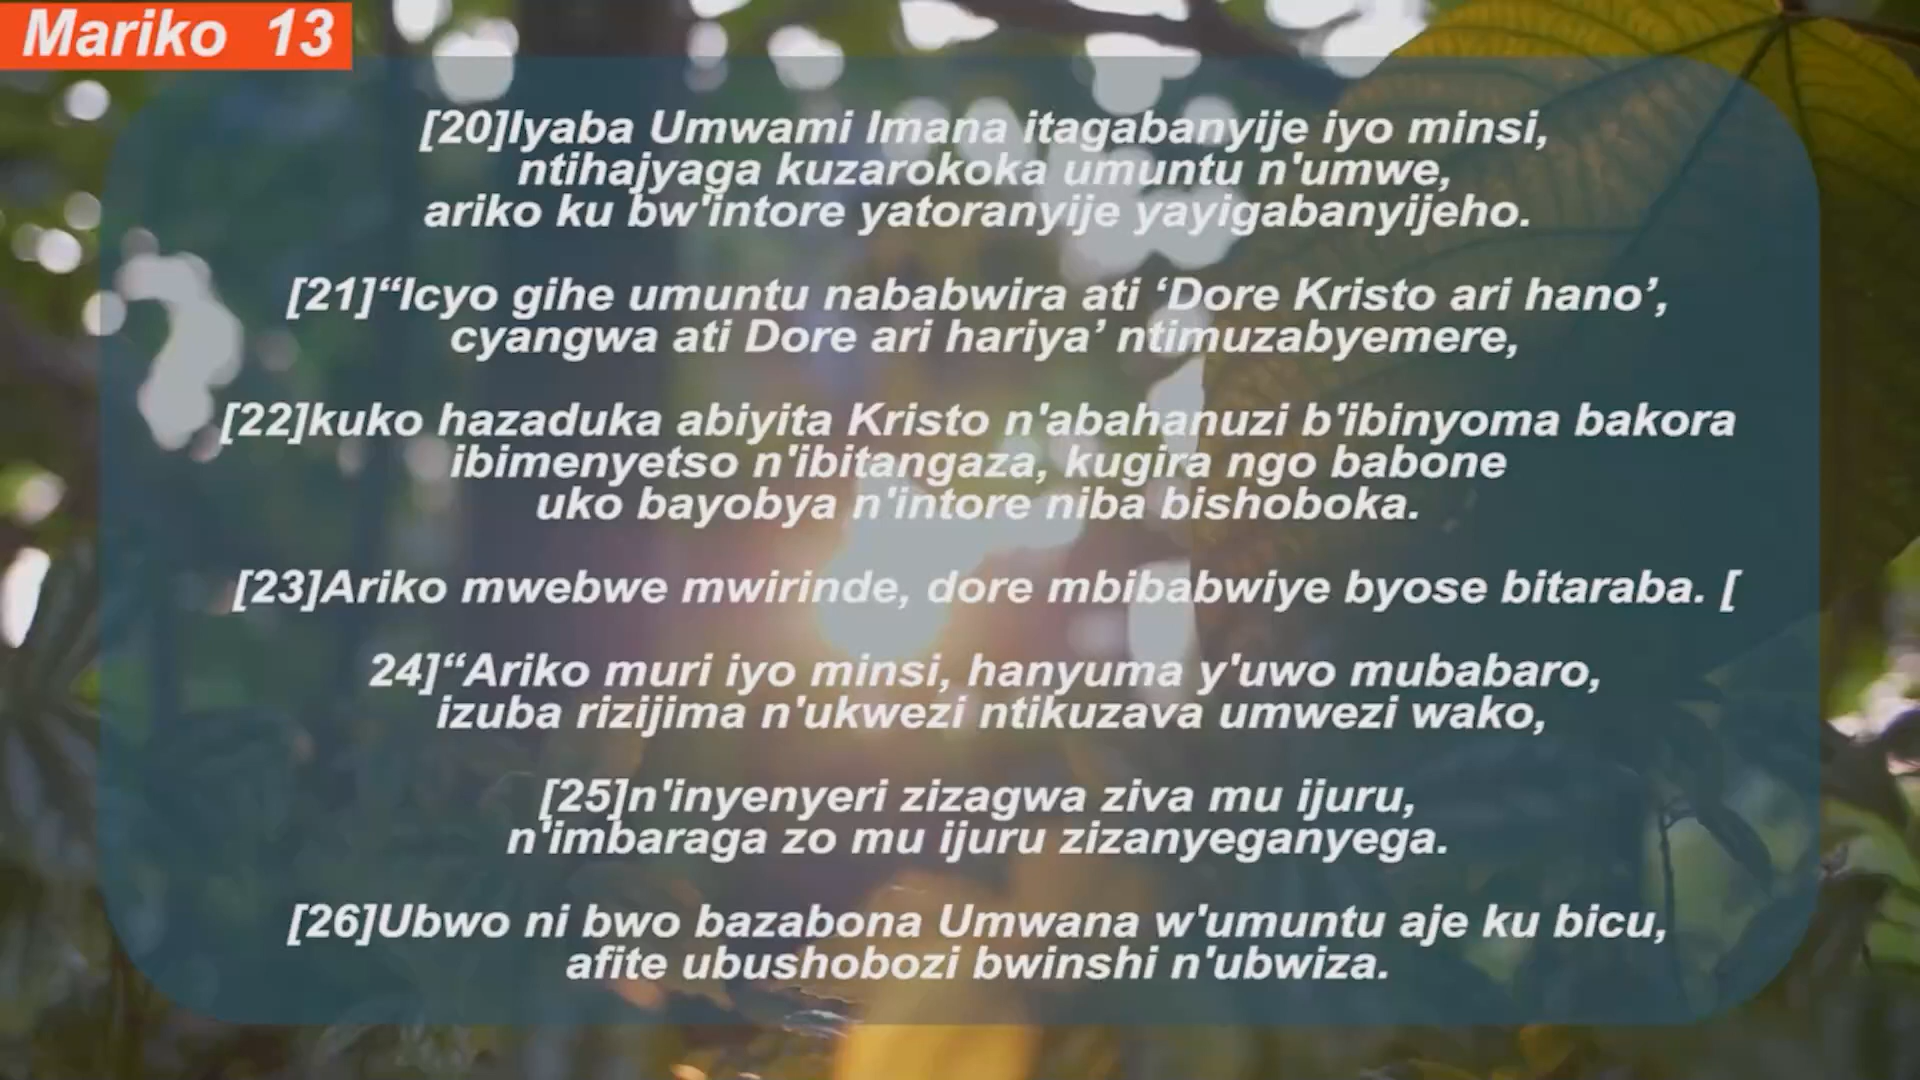 Mariko 13
[20]Iyaba Umwami Imana itagabanyije iyo minsi,
ntihajyaga kuzarokoka umuntu n'umwe,
ariko ku bw'intore yatoranyije yayigabanyijeho.
[21]“Icyo gihe umuntu nababwira ati ‘Dore Kristo ari hano’,
cyangwa ati Dore ari hariya’ ntimuzabyemere,
[22]kuko hazaduka abiyita Kristo n'abahanuzi b'ibinyoma bakora
ibimenyetso n'ibitangaza, kugira ngo babone
uko bayobya n'intore niba bishoboka.
[23]Ariko mwebwe mwirinde, dore mbibabwiye byose bitaraba. [
24]“Ariko muri iyo minsi, hanyuma y'uwo mubabaro,
izuba rizijima n'ukwezi ntikuzava umwezi wako,
[25]n'inyenyeri zizagwa ziva mu ijuru,
n'imbaraga zo mu ijuru zizanyeganyega.
[26]Ubwo ni bwo bazabona Umwana w'umuntu aje ku bicu,
afite ubushobozi bwinshi n'ubwiza.